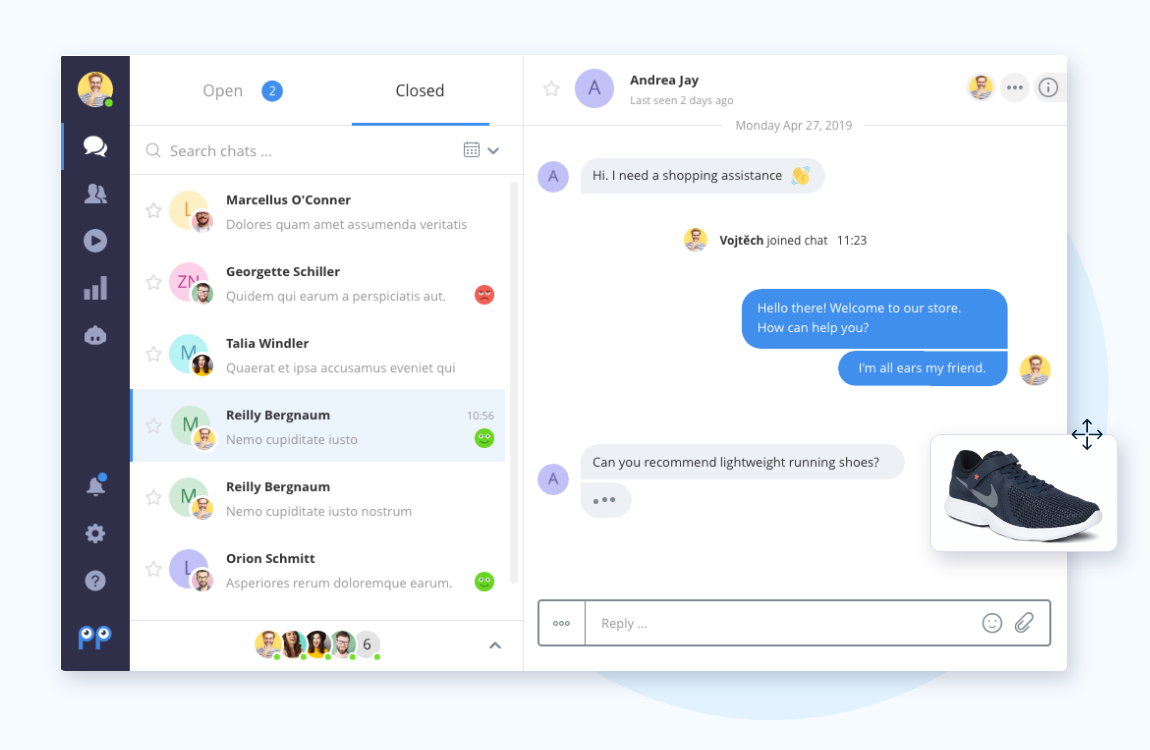 Open 2
Closed
Search chats ...
L
Marcellus O'Conner
Dolores quam amet assumenda veritatis
ZN
Georgette Schiller
Quidem qui earum a perspiciatis aut.
M
Talia Windler
Quaerat et ipsa accusamus eveniet qui
M
Reilly Bergnaum
10:56
Nemo cupiditate iusto
M
Reilly Bergnaum
Nemo cupiditate iusto nostrum
L
Orion Schmitt
Asperiores rerum doloremque earum.
6
?
PP
A
Andrea Jay
Last seen 2 days ago
Monday Apr 27, 2019
A
Hi. I need a shopping assistance
Vojtěch joined chat 11:23
Hello there! Welcome to our store.
How can help you?
I'm all ears my friend.
A
Can you recommend lightweight running shoes?
Reply ...